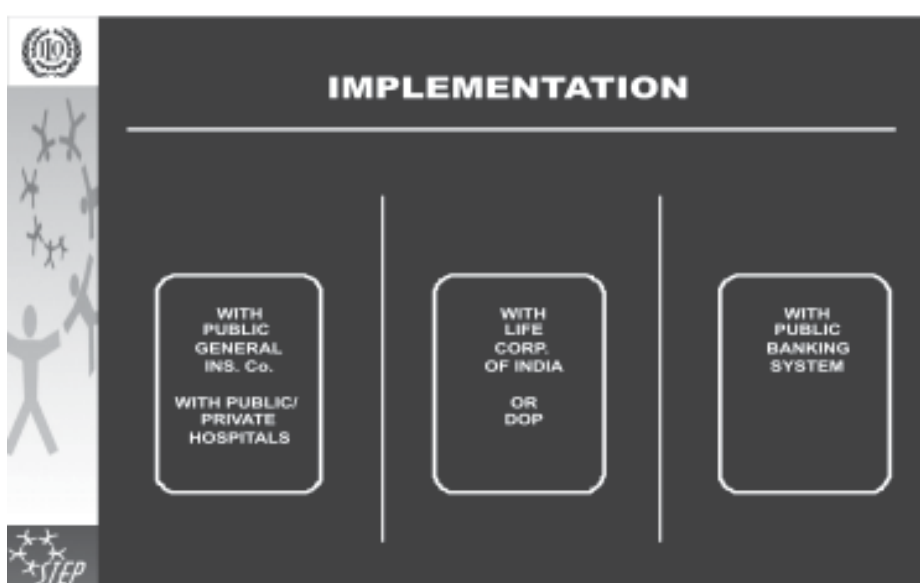 ILO
IMPLEMENTATION
WITH
PUBLIC
GENERAL
INS. Co.
WITH PUBLIC/
PRIVATE
HOSPITALS
WITH
LIFE
CORP.
OF INDIA
OR
DOP
WITH
PUBLIC
BANKING
SYSTEM
STEP